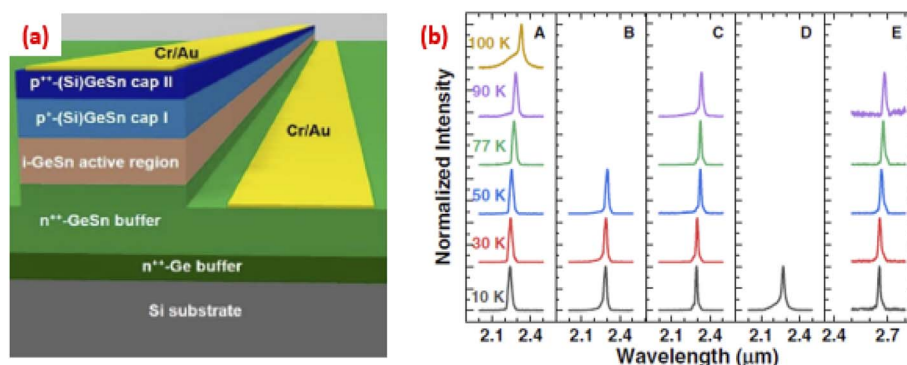 (a)
Cr/Au
p⁺⁺-(Si)GeSn cap II
p⁺-(Si)GeSn cap I
Cr/Au
i-GeSn active region
n⁺⁺-GeSn buffer
n⁺⁺-Ge buffer
Si substrate
(b)
Normalized Intensity
100 K
90 K
77 K
50 K
30 K
10 K
A B C D E
2.1 2.4 2.1 2.4 2.1 2.4 2.1 2.4 2.7
Wavelength (μm)